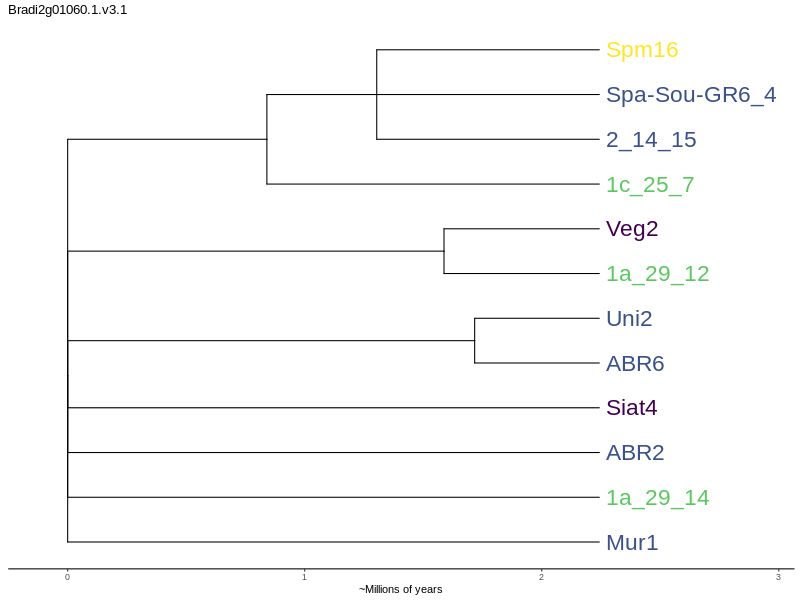 Bradi2g01060.1.v3.1
Spm16
Spa-Sou-GR6_4
2_14_15
1c_25_7
Veg2
1a_29_12
Uni2
ABR6
Siat4
ABR2
1a_29_14
Mur1
0 1 2 3
~Millions of years